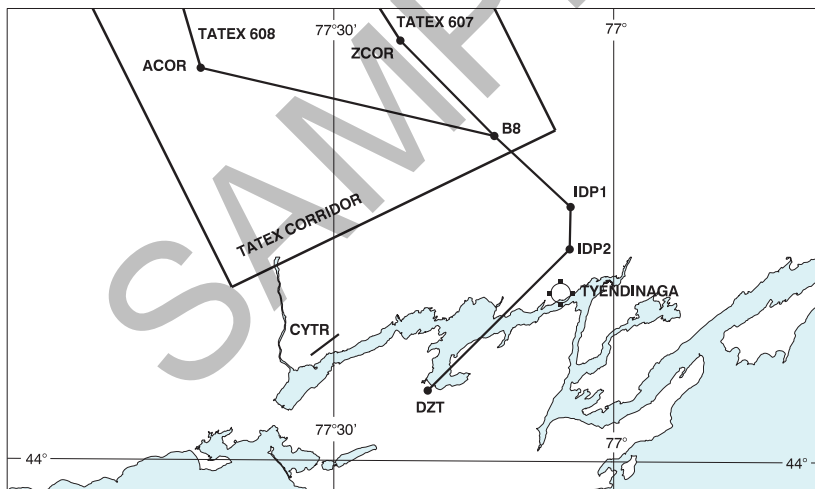 TATEX 608
TATEX 607
77°30'
77°
ACOR
ZCOR
B8
SAMP
IDP1
TATEX CORRIDOR
IDP2
TYENDINAGA
CYTR
DZT
77°30'
77°
44°
44°